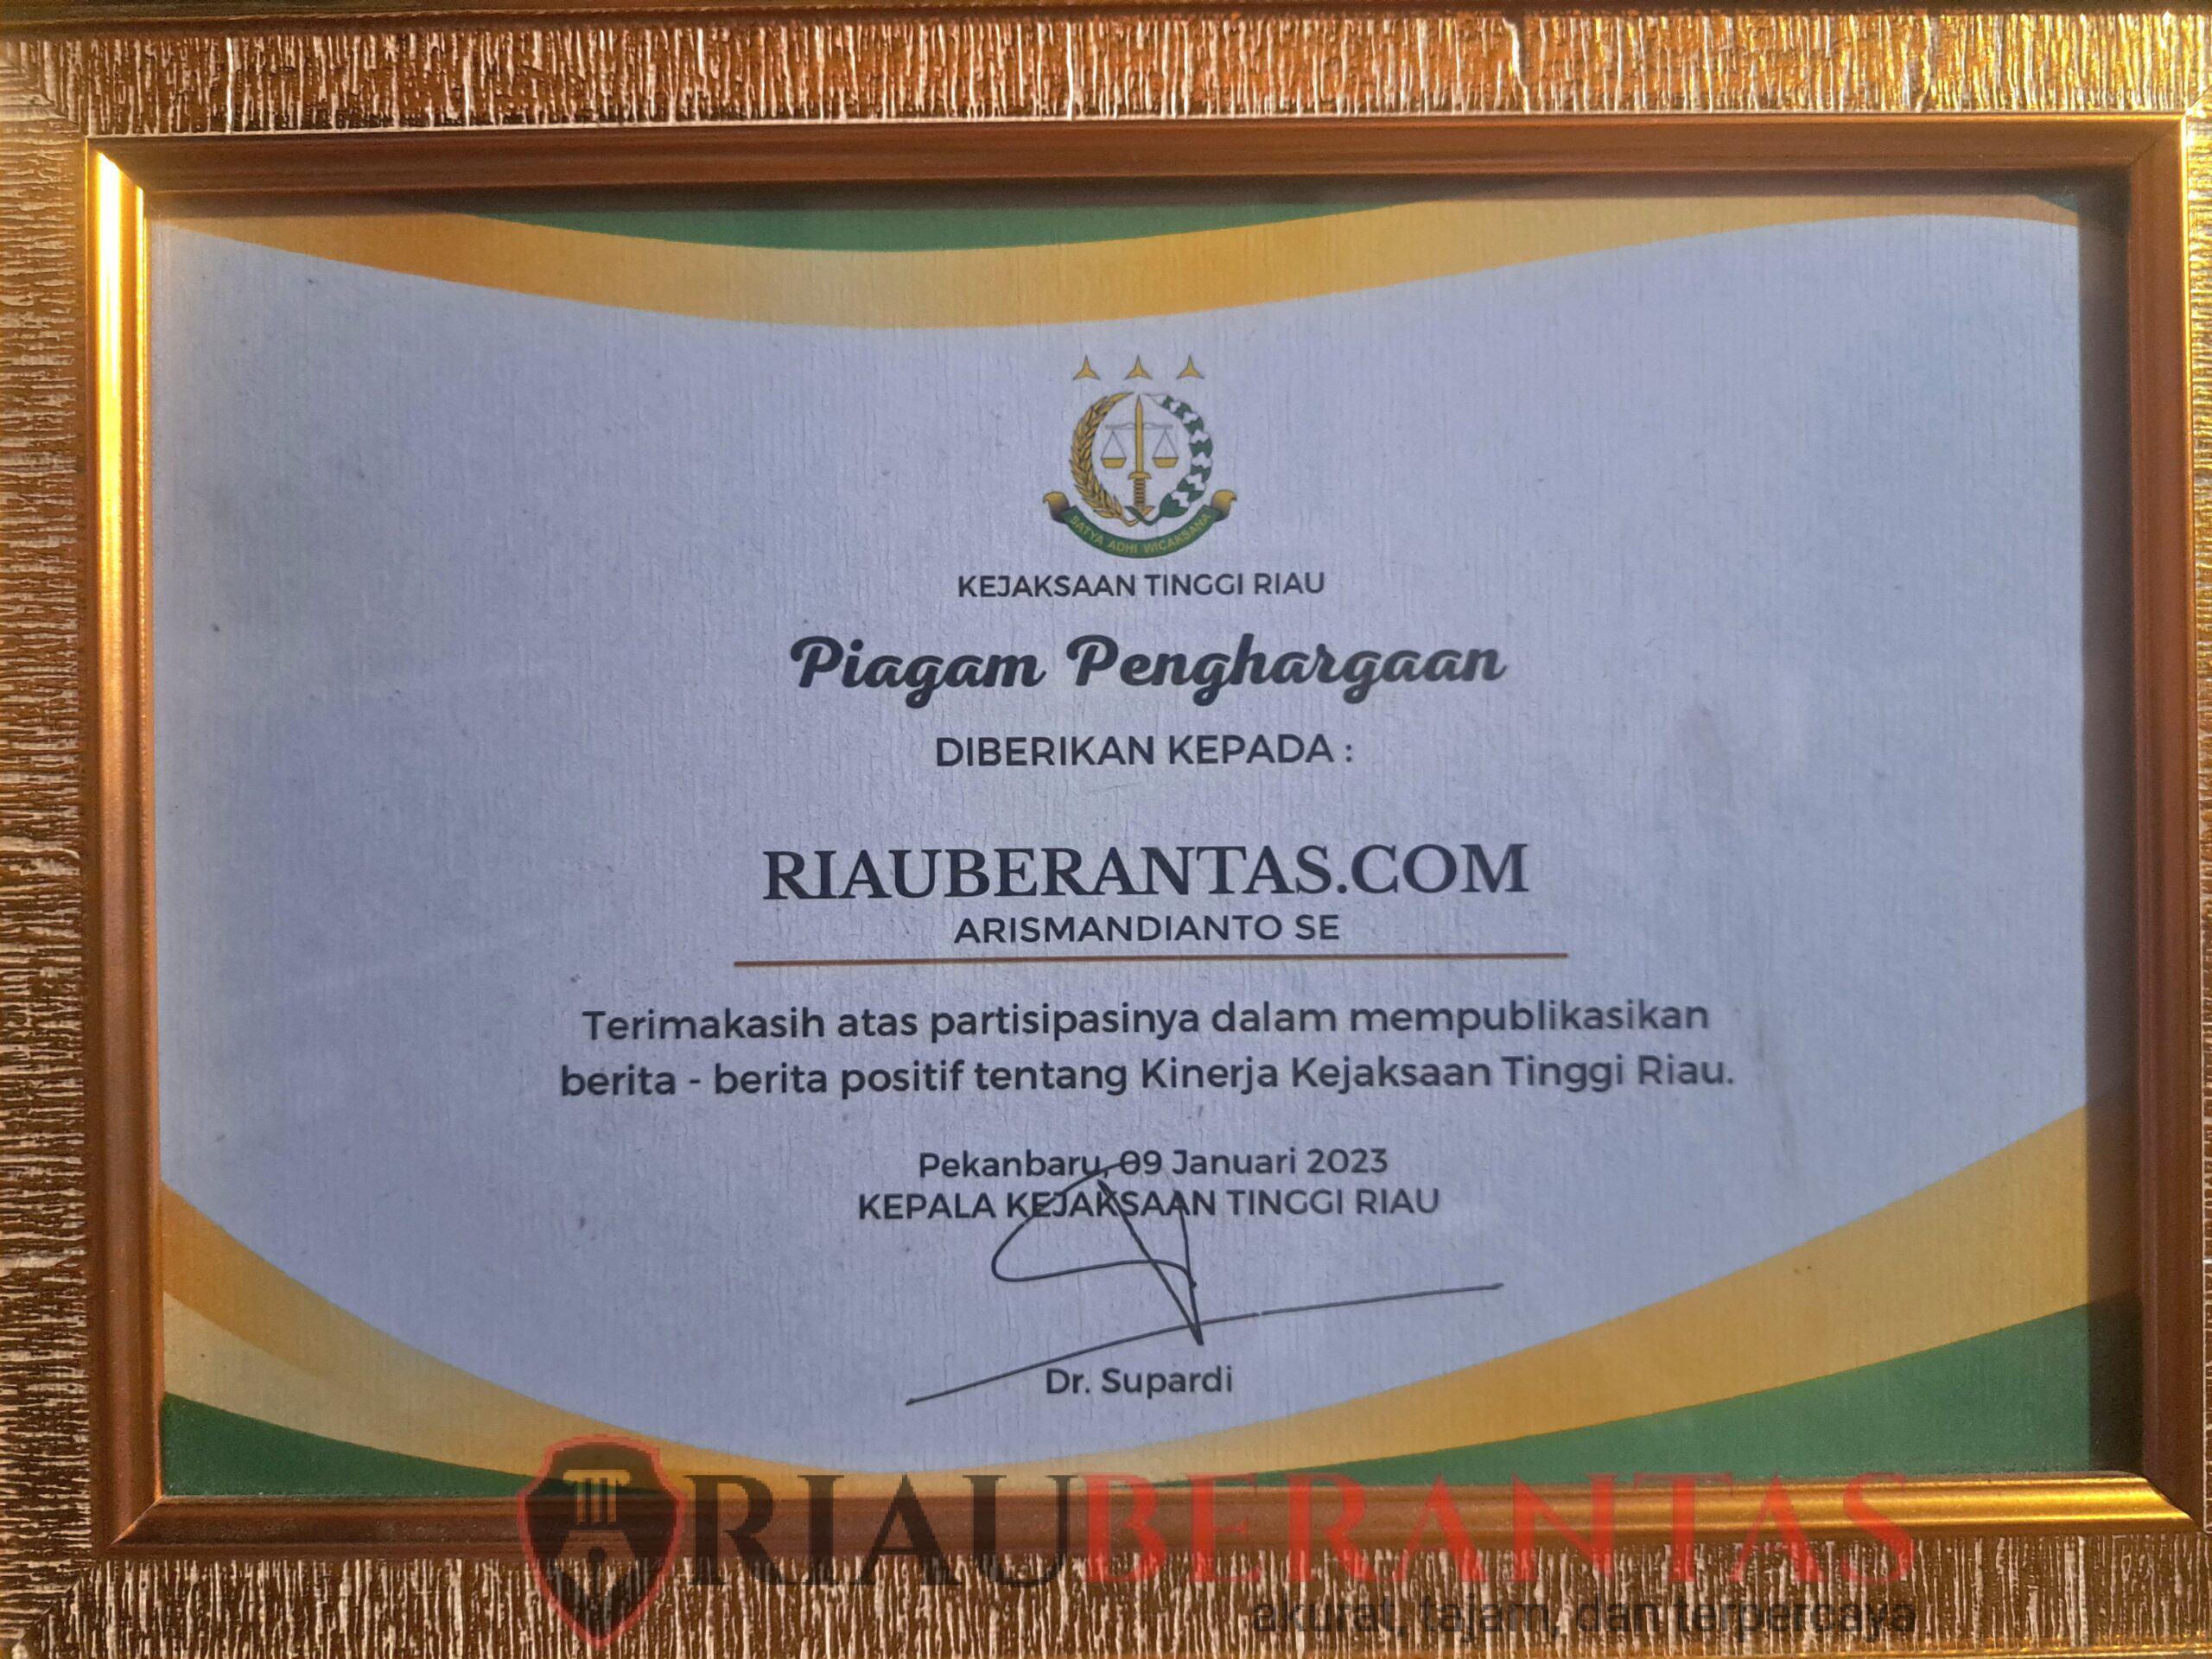 SATYA ADHI WICAKSANA
KEJAKSAAN TINGGI RIAU
Piagam Penghargaan
DIBERIKAN KEPADA :
RIAUBERANTAS.COM
ARISMANDIANTO SE
Terimakasih atas partisipasinya dalam mempublikasikan
berita - berita positif tentang Kinerja Kejaksaan Tinggi Riau.
Pekanbaru, 09 Januari 2023
KEPALA KEJAKSAAN TINGGI RIAU
Dr. Supardi
RIAUBERANTAS
akurat, tajam, dan terpercaya